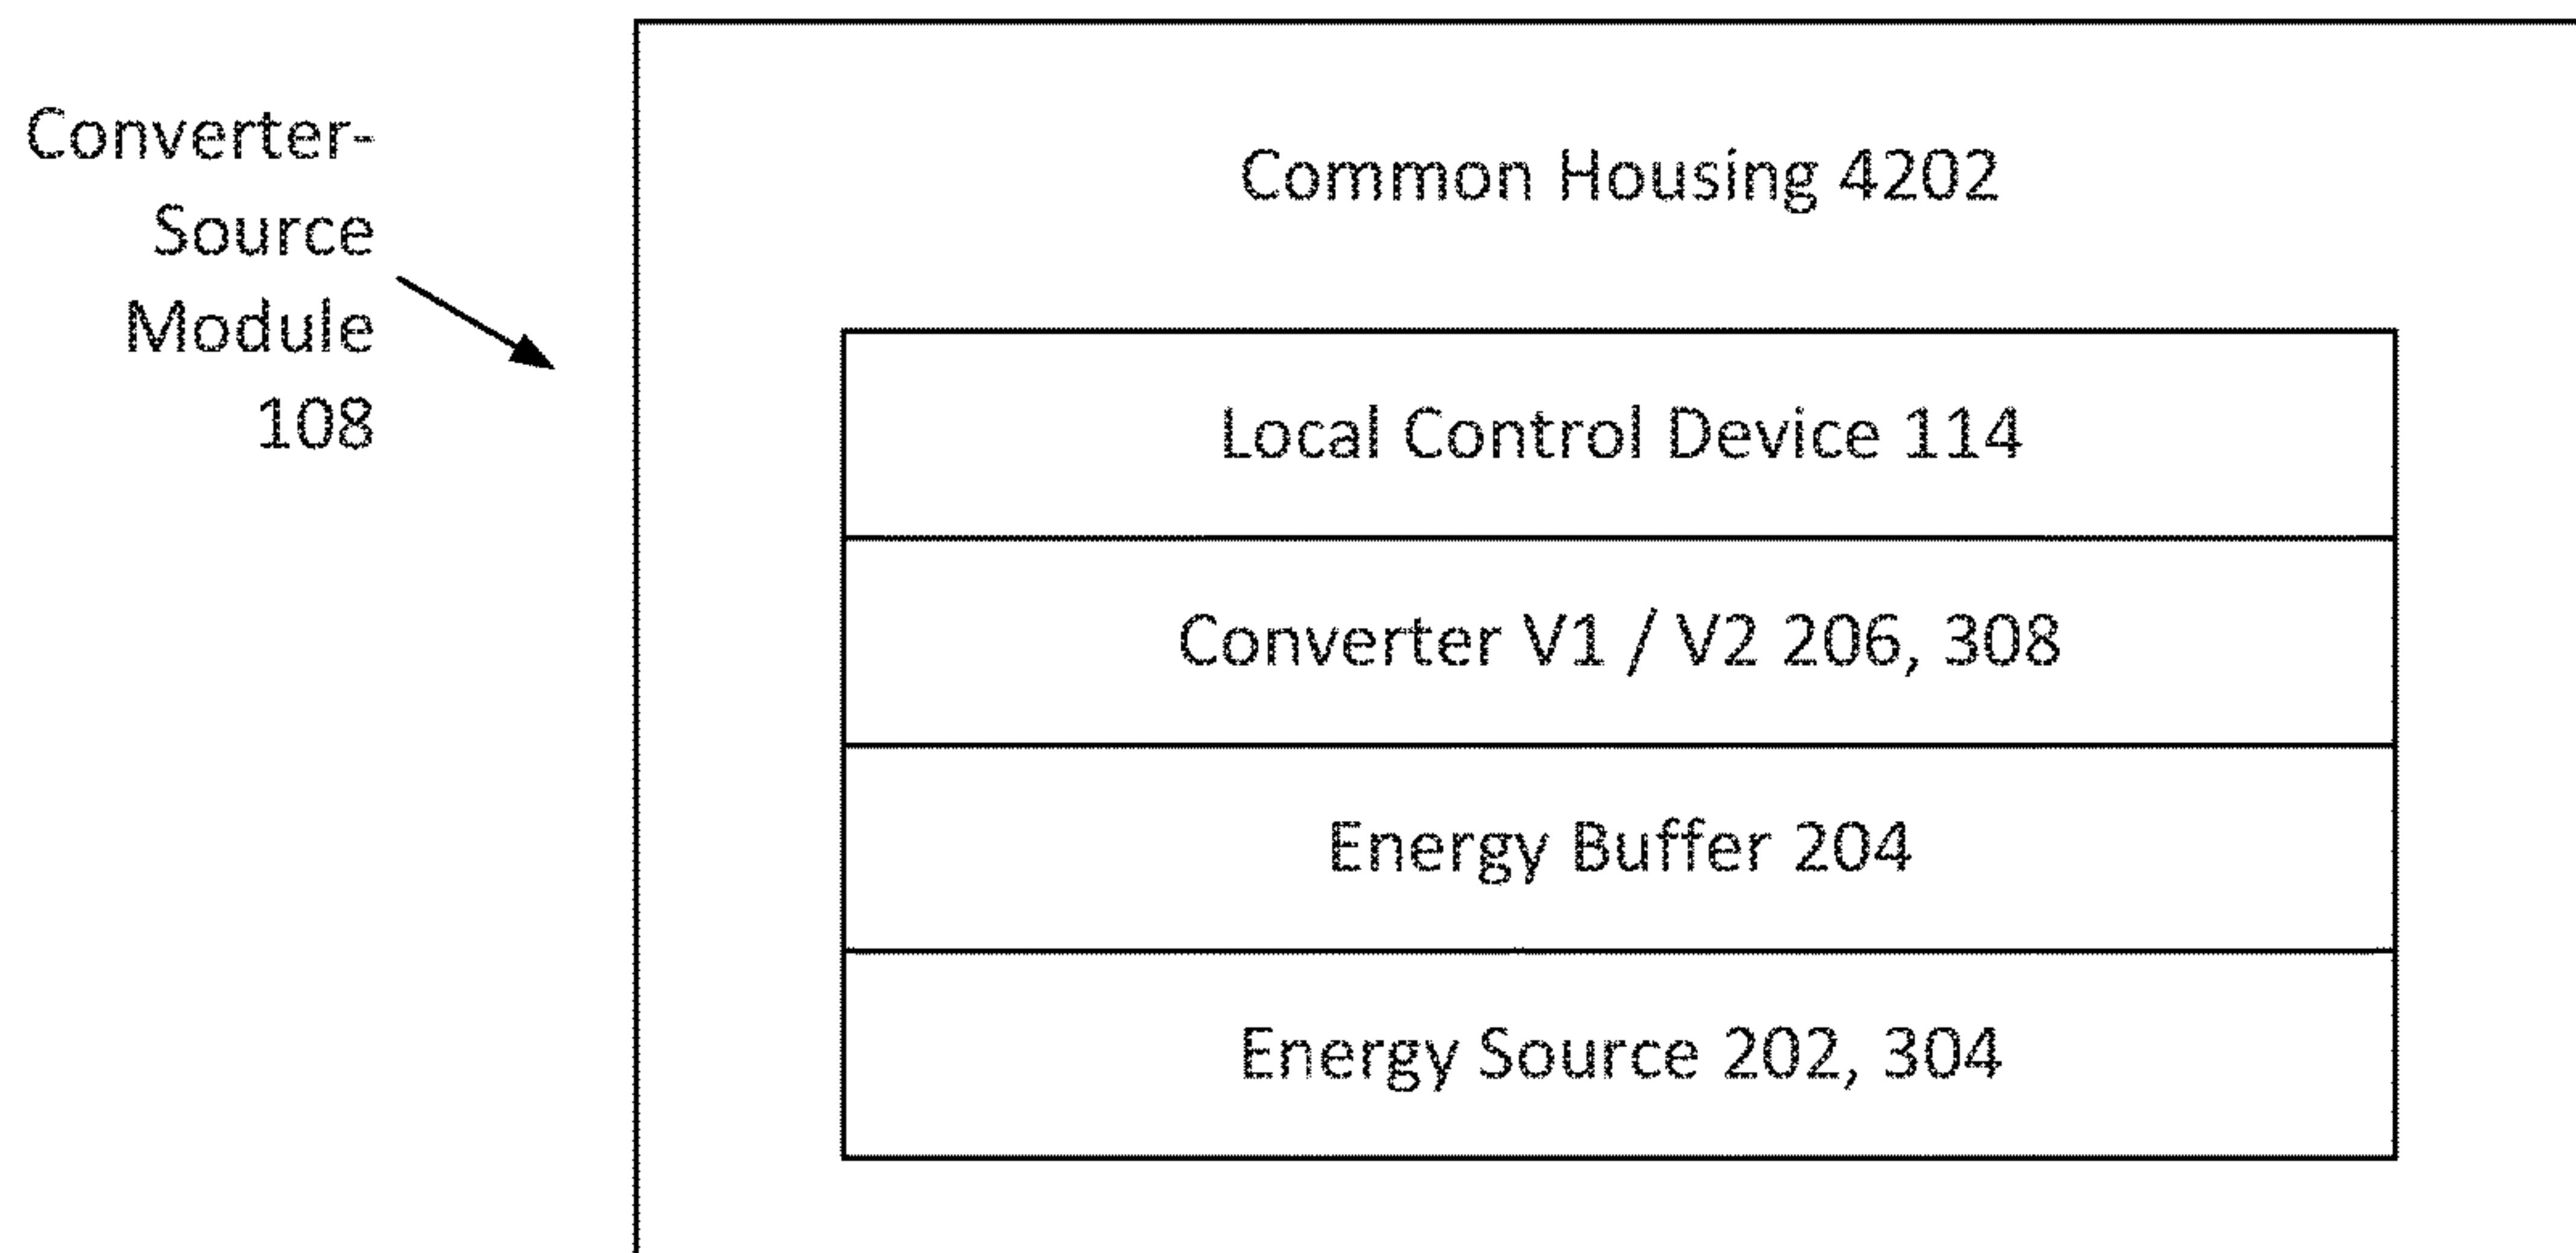 Converter-
Source
Module
108
Common Housing 4202
Local Control Device 114
Converter V1 / V2 206, 308
Energy Buffer 204
Energy Source 202, 304